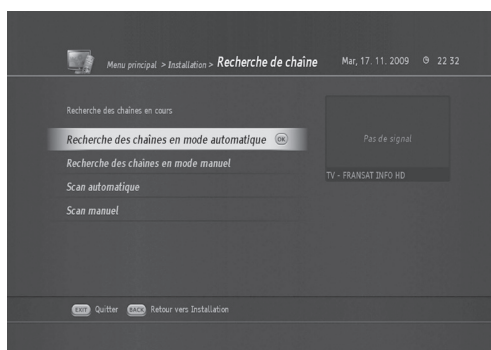 Menu principal > Installation > Recherche de chaîne Mar, 17. 11. 2009 22 32
Recherche des chaînes en cours
Recherche des chaînes en mode automatique OK
Recherche des chaînes en mode manuel
Scan automatique
Scan manuel
Pas de signal
TV - FRANSAT INFO HD
EXIT Quitter BACK Retour vers Installation